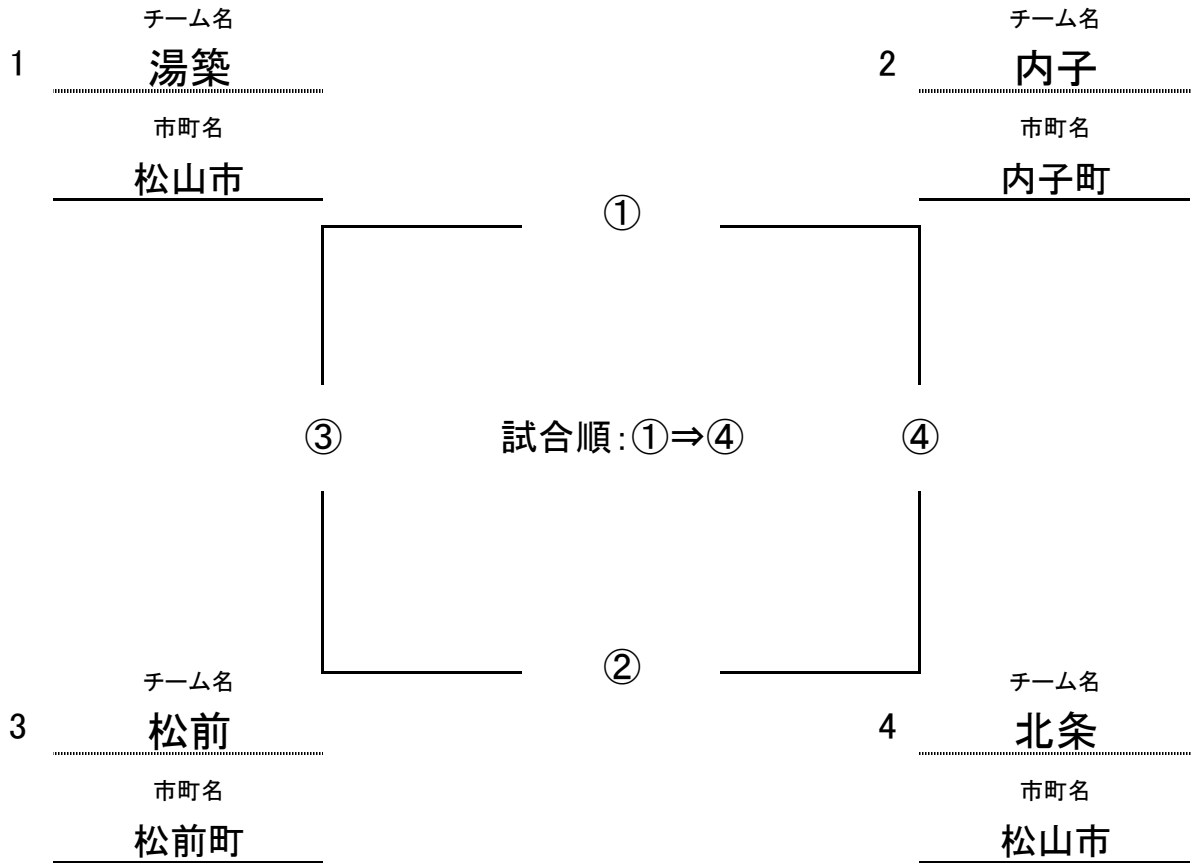 チーム名
1 湯築
市町名
松山市
チーム名
2 内子
市町名
内子町
①
③ 試合順:①⇒④ ④
②
チーム名
3 松前
市町名
松前町
チーム名
4 北条
市町名
松山市